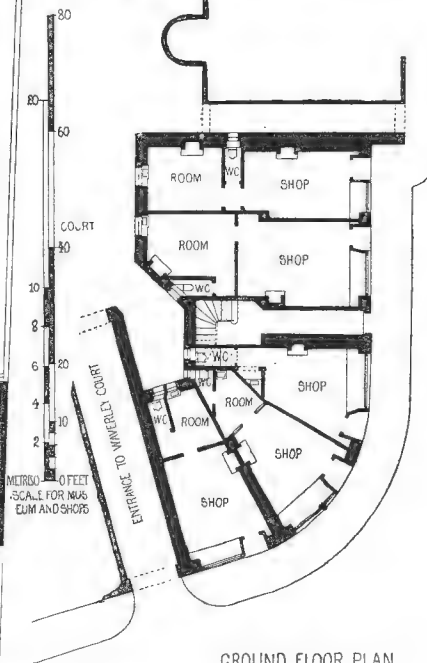 80
20
60
COURT
40
10
8
6
20
4
10
2
METRES 0
0 FEET
SCALE FOR MUS
EUM AND SHOPS
ROOM
WC
SHOP
ROOM
SHOP
WC
WC
SHOP
WC
ROOM
WC
ROOM
SHOP
SHOP
ENTRANCE TO WAVERLEY COURT
GROUND FLOOR PLAN